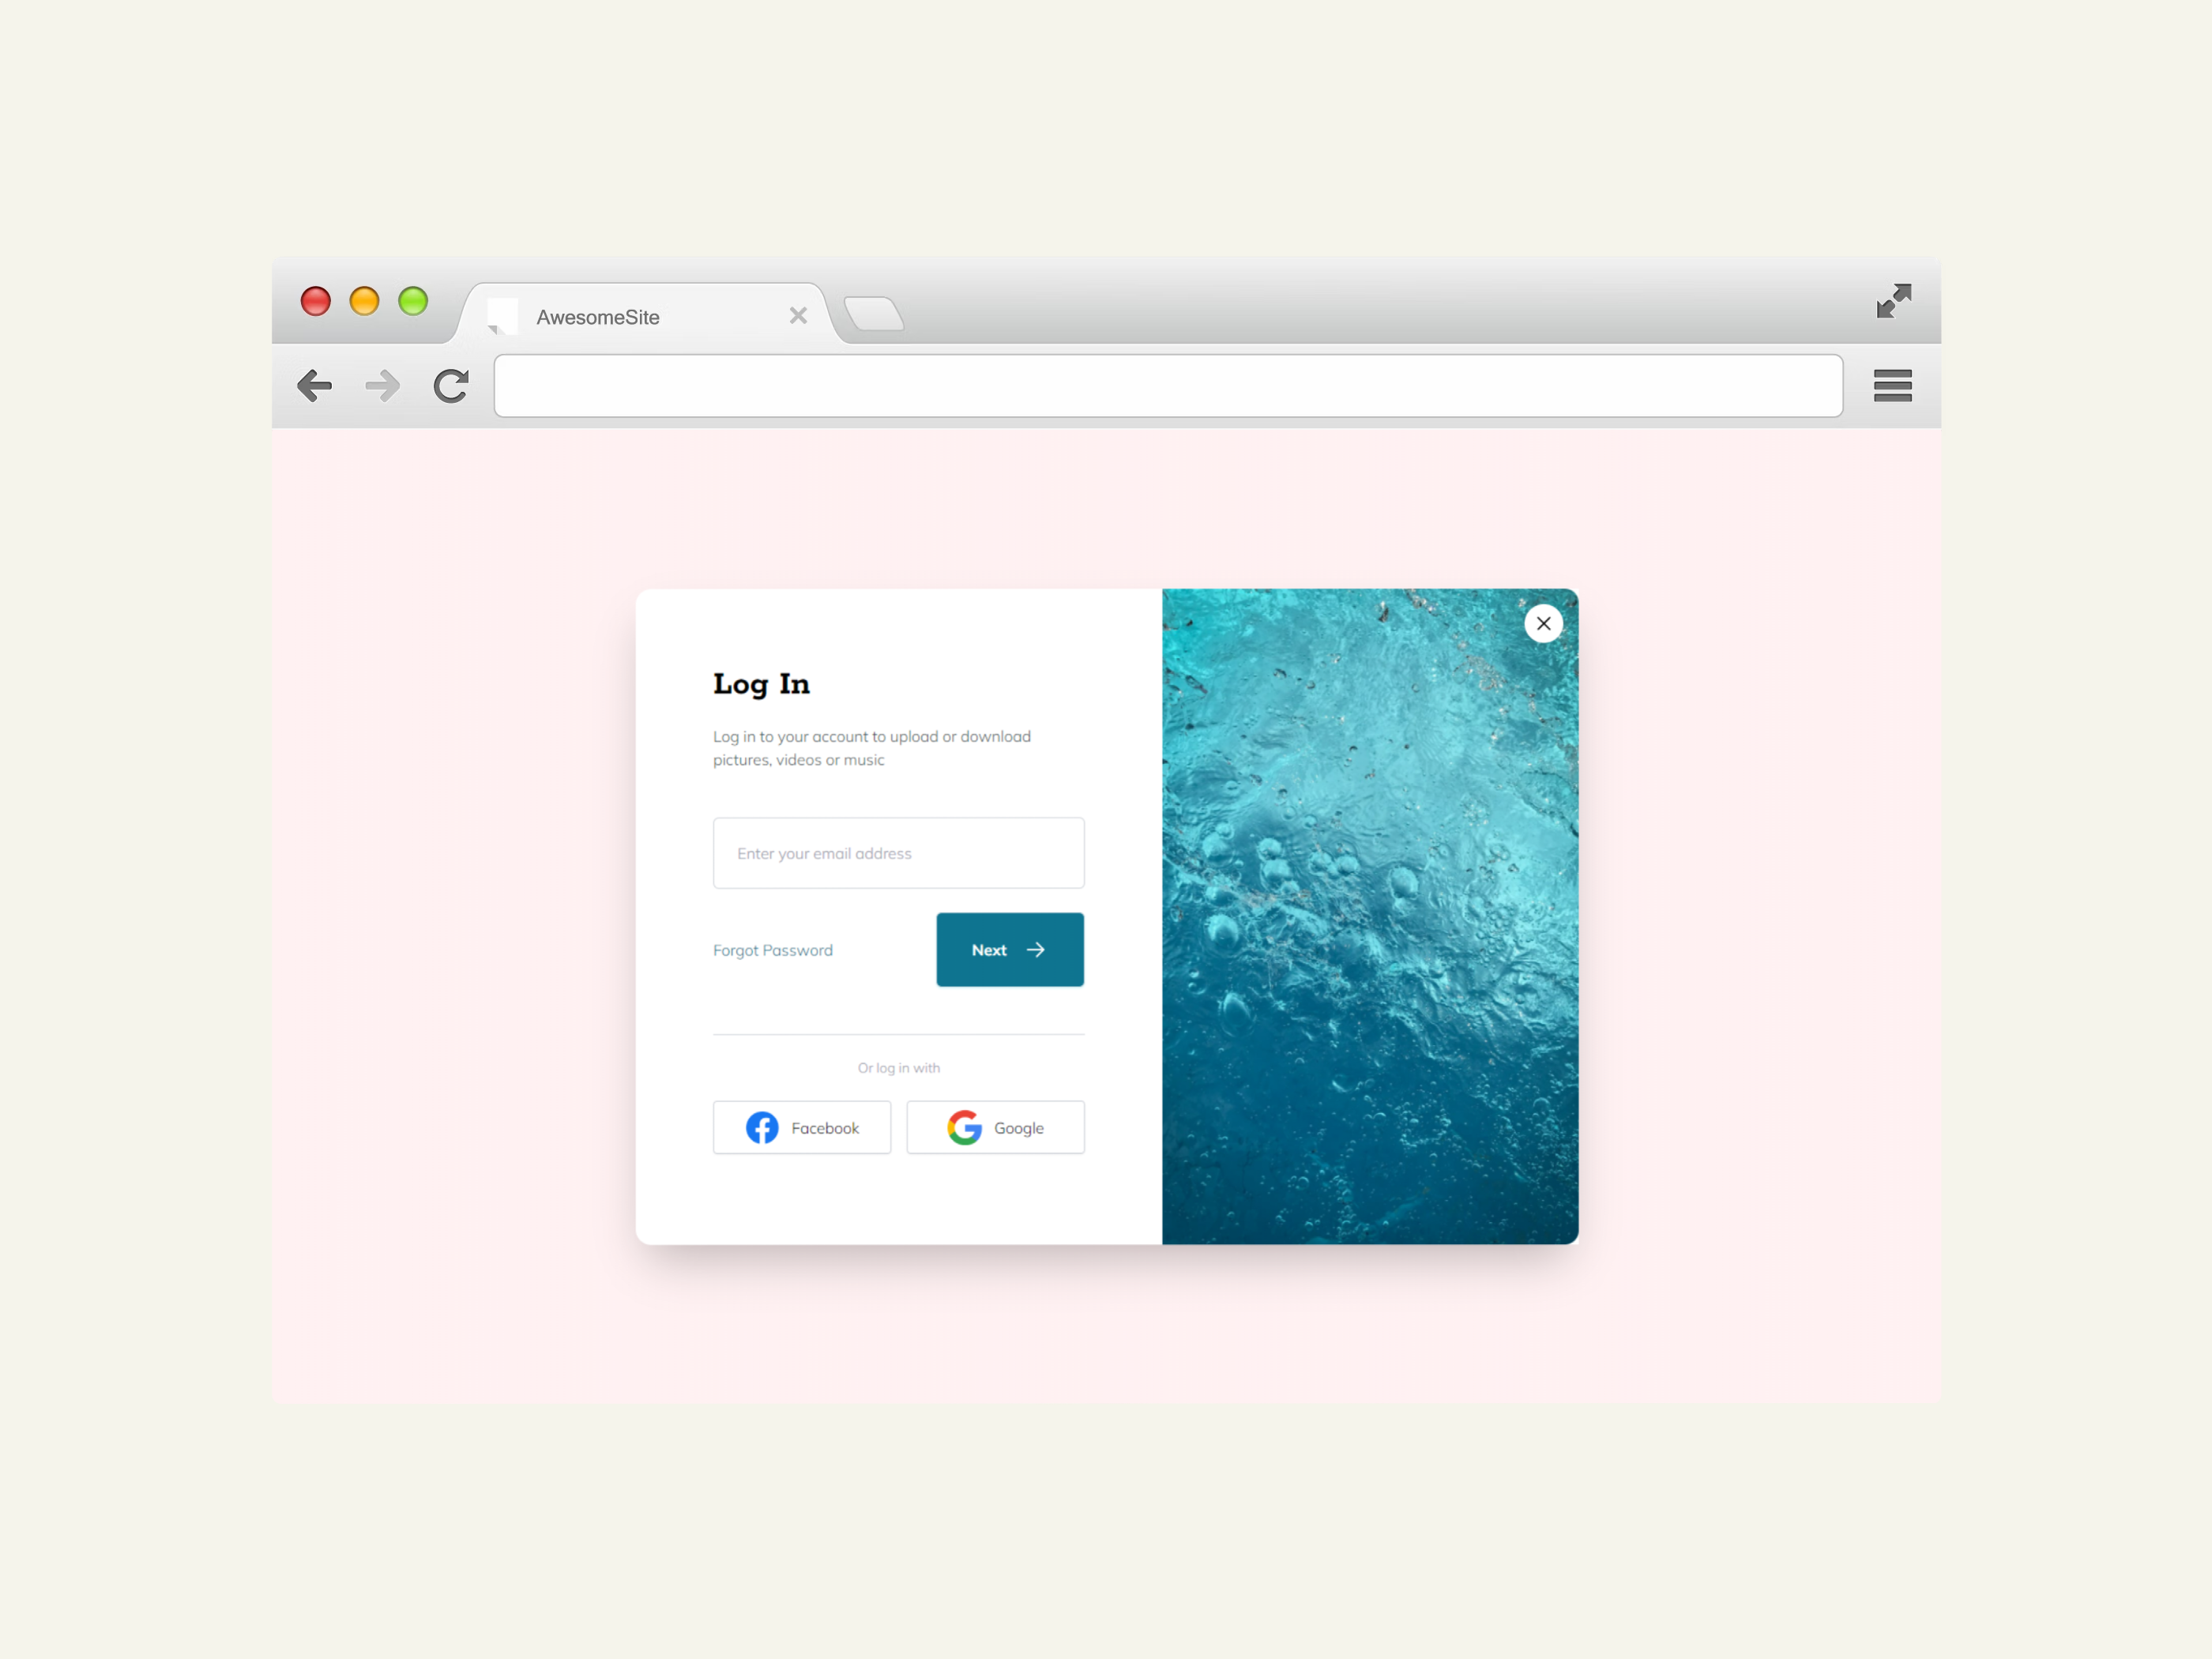 AwesomeSite
Log In
Log in to your account to upload or download
pictures, videos or music
Enter your email address
Forgot Password
Next
Or log in with
Facebook
Google